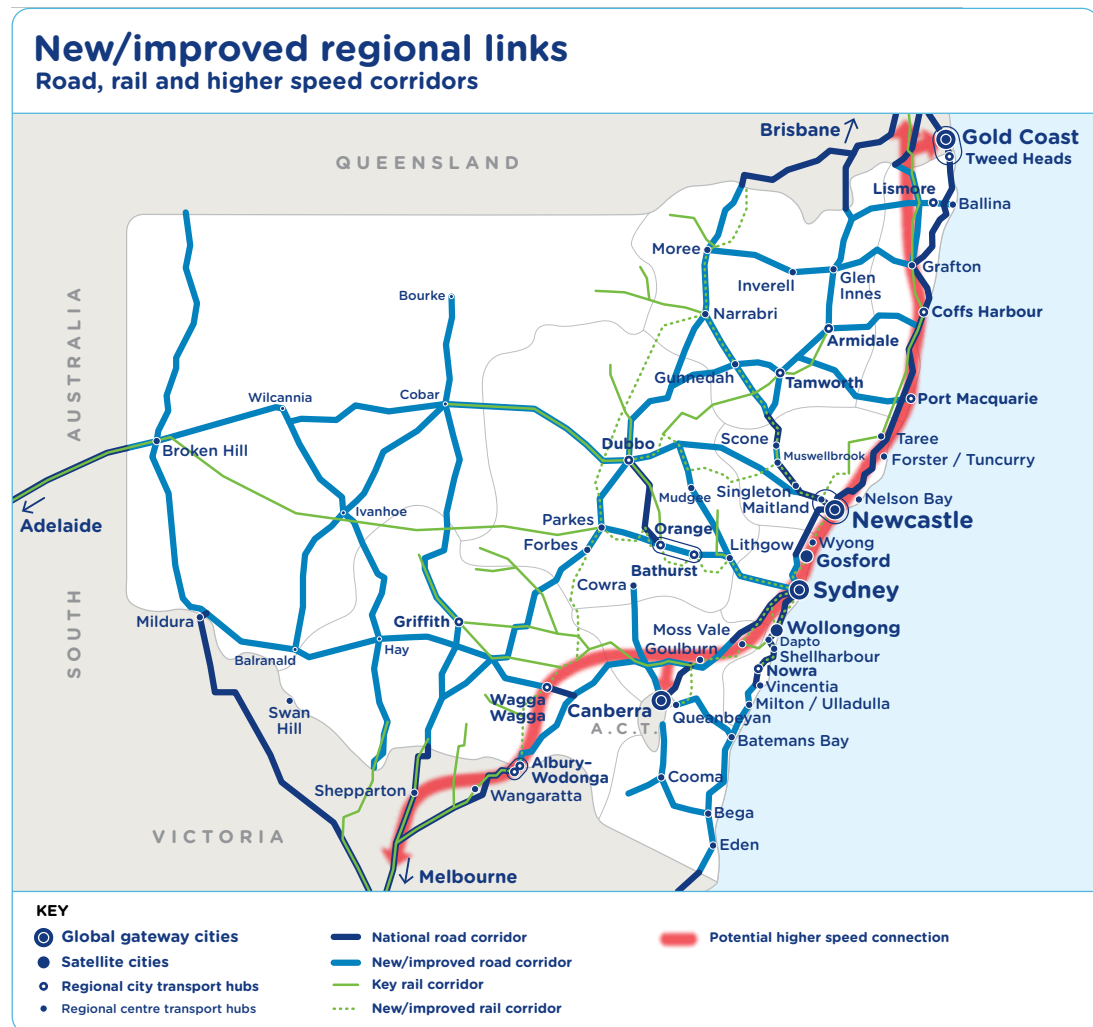 New/improved regional links
Road, rail and higher speed corridors
Brisbane
Gold Coast
QUEENSLAND
Tweed Heads
Lismore
Ballina
Moree
Grafton
Inverell
Glen
Innes
Bourke
Narrabri
Coffs Harbour
Armidale
Gunnedah
Tamworth
Wilcannia
Cobar
Port Macquarie
AUSTRALIA
Broken Hill
Dubbo
Scone
Taree
Muswellbrook
Forster / Tuncurry
Mudgee
Singleton
Nelson Bay
Maitland
Adelaide
Ivanhoe
Parkes
Orange
Newcastle
Forbes
Lithgow
Wyong
Gosford
Bathurst
Cowra
Sydney
SOUTH
Mildura
Griffith
Moss Vale
Wollongong
Dapto
Goulburn
Shellharbour
Balranald
Hay
Nowra
Vincentia
Wagga
Wagga
Canberra
Milton / Ulladulla
Queanbeyan
Swan
Hill
A.C.T.
Batemans Bay
Albury–
Wodonga
Cooma
Shepparton
Wangaratta
Bega
VICTORIA
Eden
Melbourne
KEY
Global gateway cities
Satellite cities
Regional city transport hubs
Regional centre transport hubs
National road corridor
New/improved road corridor
Key rail corridor
New/improved rail corridor
Potential higher speed connection